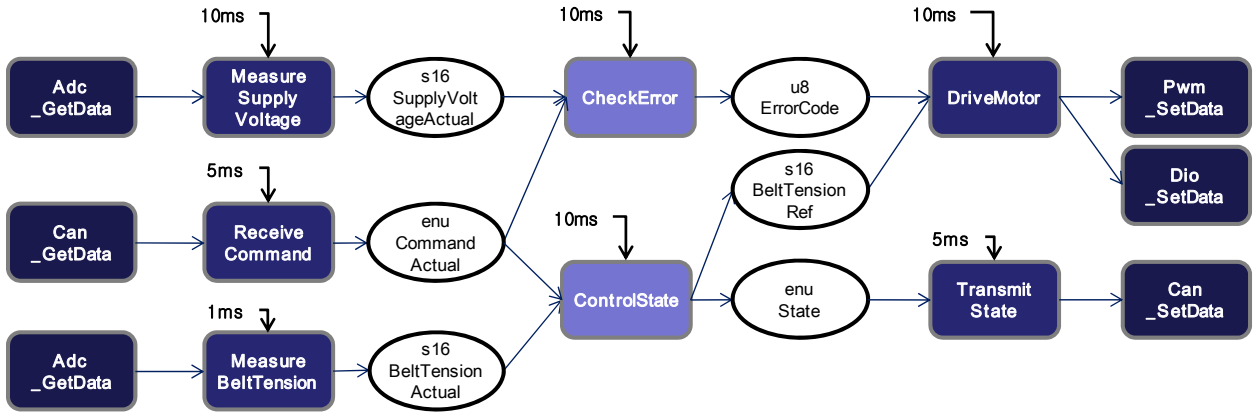 10ms
10ms
10ms
Adc
_GetData
Measure
Supply
Voltage
s16
SupplyVolt
ageActual
CheckError
u8
ErrorCode
DriveMotor
Pwm
_SetData
5ms
s16
BeltTension
Ref
Dio
_SetData
Can
_GetData
Receive
Command
enu
Command
Actual
10ms
5ms
ControlState
enu
State
Transmit
State
Can
_SetData
1ms
Adc
_GetData
Measure
BeltTension
s16
BeltTension
Actual